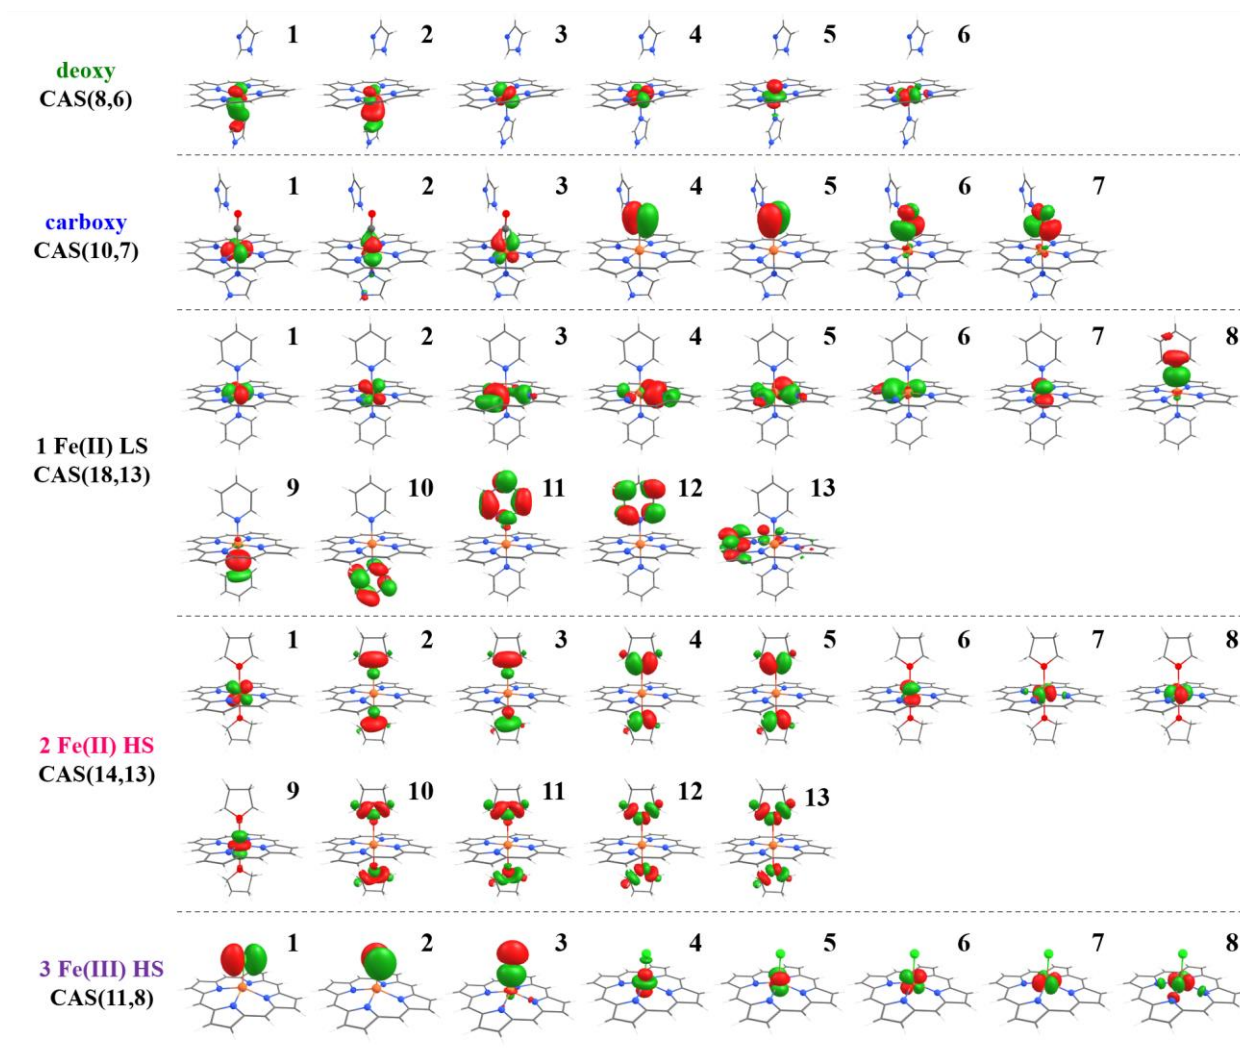 deoxy
CAS(8,6)
1 2 3 4 5 6
carboxy
CAS(10,7)
1 2 3 4 5 6 7
1 Fe(II) LS
CAS(18,13)
1 2 3 4 5 6 7 8
9 10 11 12 13
2 Fe(II) HS
CAS(14,13)
1 2 3 4 5 6 7 8
9 10 11 12 13
3 Fe(III) HS
CAS(11,8)
1 2 3 4 5 6 7 8